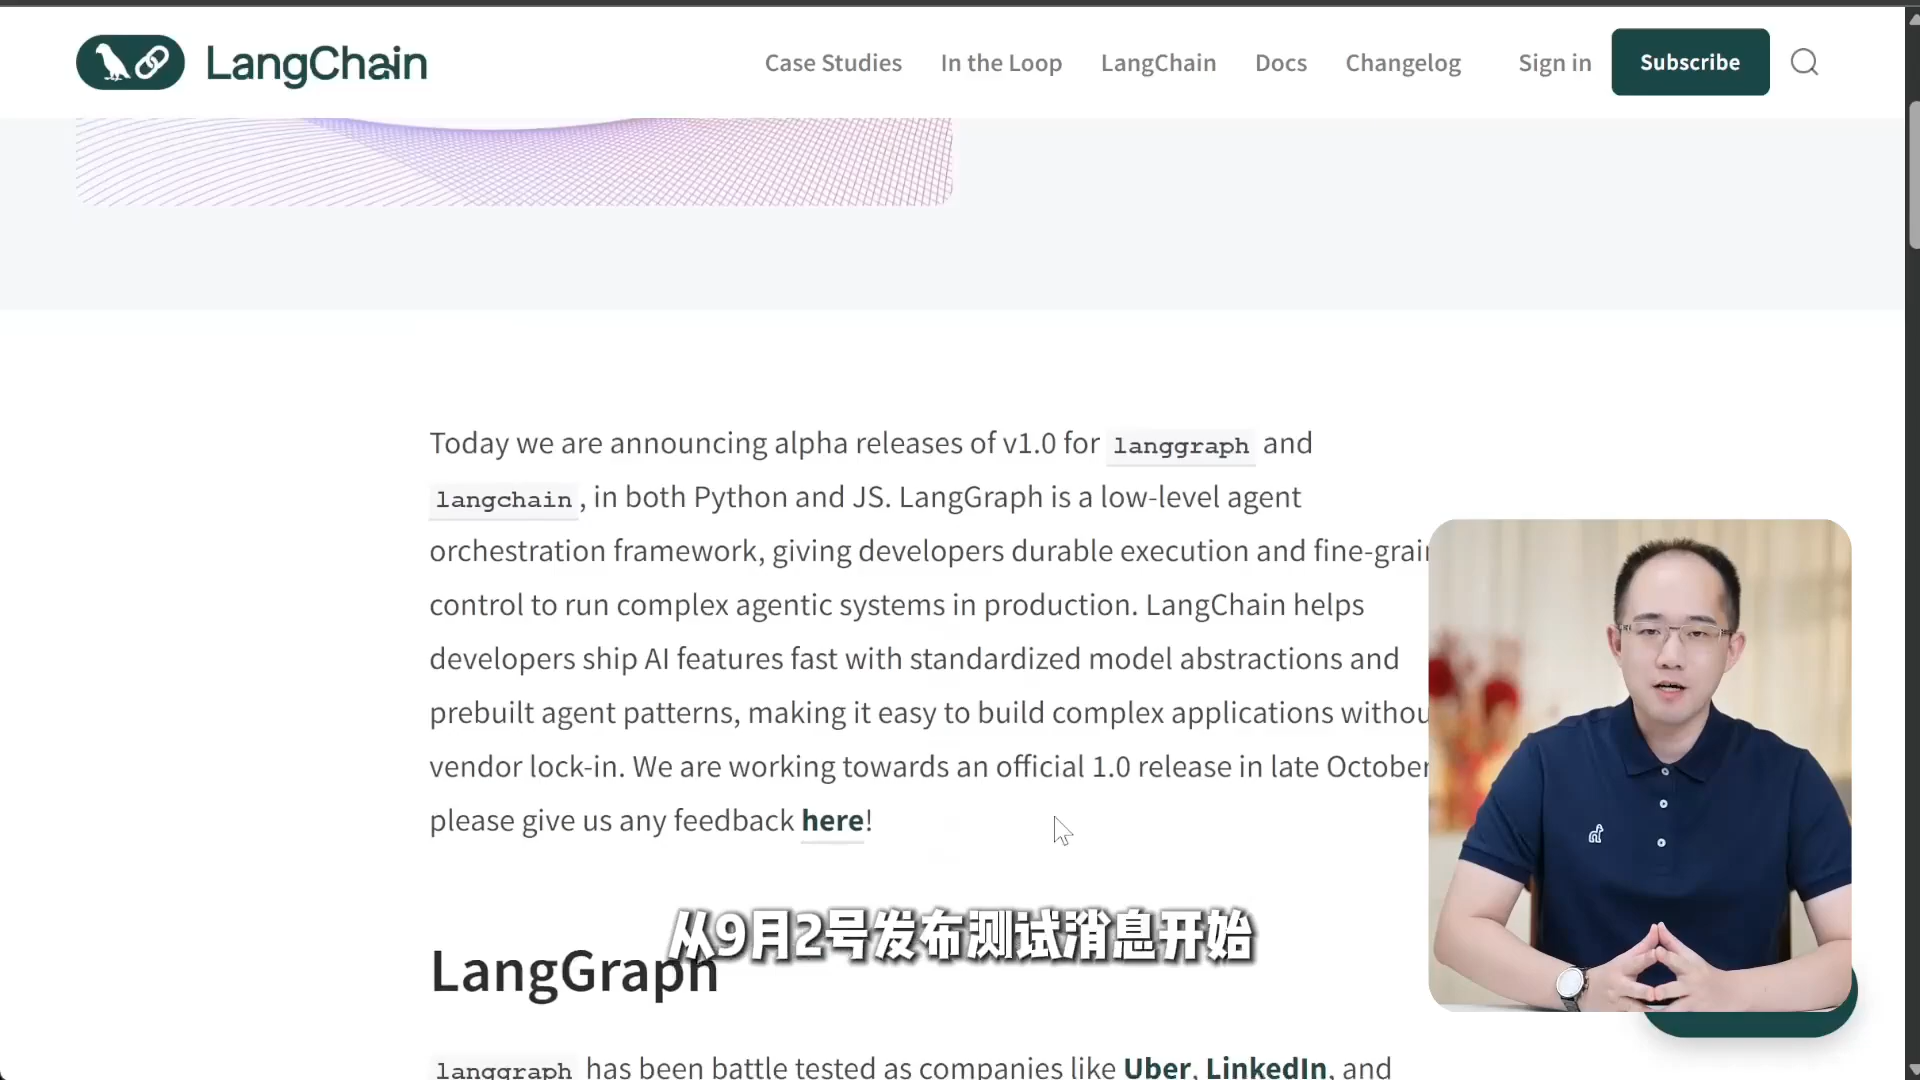 LangChain
Case Studies
In the Loop
LangChain
Docs
Changelog
Sign in
Subscribe
Today we are announcing alpha releases of v1.0 for langgraph and
langchain, in both Python and JS. LangGraph is a low-level agent
orchestration framework, giving developers durable execution and fine-grain
control to run complex agentic systems in production. LangChain helps
developers ship AI features fast with standardized model abstractions and
prebuilt agent patterns, making it easy to build complex applications withou
vendor lock-in. We are working towards an official 1.0 release in late October
please give us any feedback here!
从9月2号发布测试消息开始
LangGraph
langgraph has been battle tested as companies like Uber, LinkedIn, and